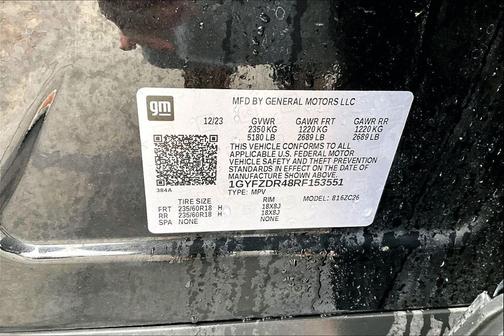 gm
MFD BY GENERAL MOTORS LLC
12/23 GVWR GAWR FRT GAWR RR
2350 KG 1220 KG 1220 KG
5180 LB 2689 LB 2689 LB
THIS VEHICLE CONFORMS TO ALL
APPLICABLE U.S. FEDERAL MOTOR
VEHICLE SAFETY AND THEFT PREVENTION
STANDARDS IN EFFECT ON THE DATE OF
MANUFACTURE SHOWN ABOVE.
384A
1GYFZDR48RF153551
TYPE: MPV MODEL: 816ZC26
TIRE SIZE RIM
FRT 235/60R18 H 18X8J
RR 235/60R18 H 18X8J
SPA NONE NONE